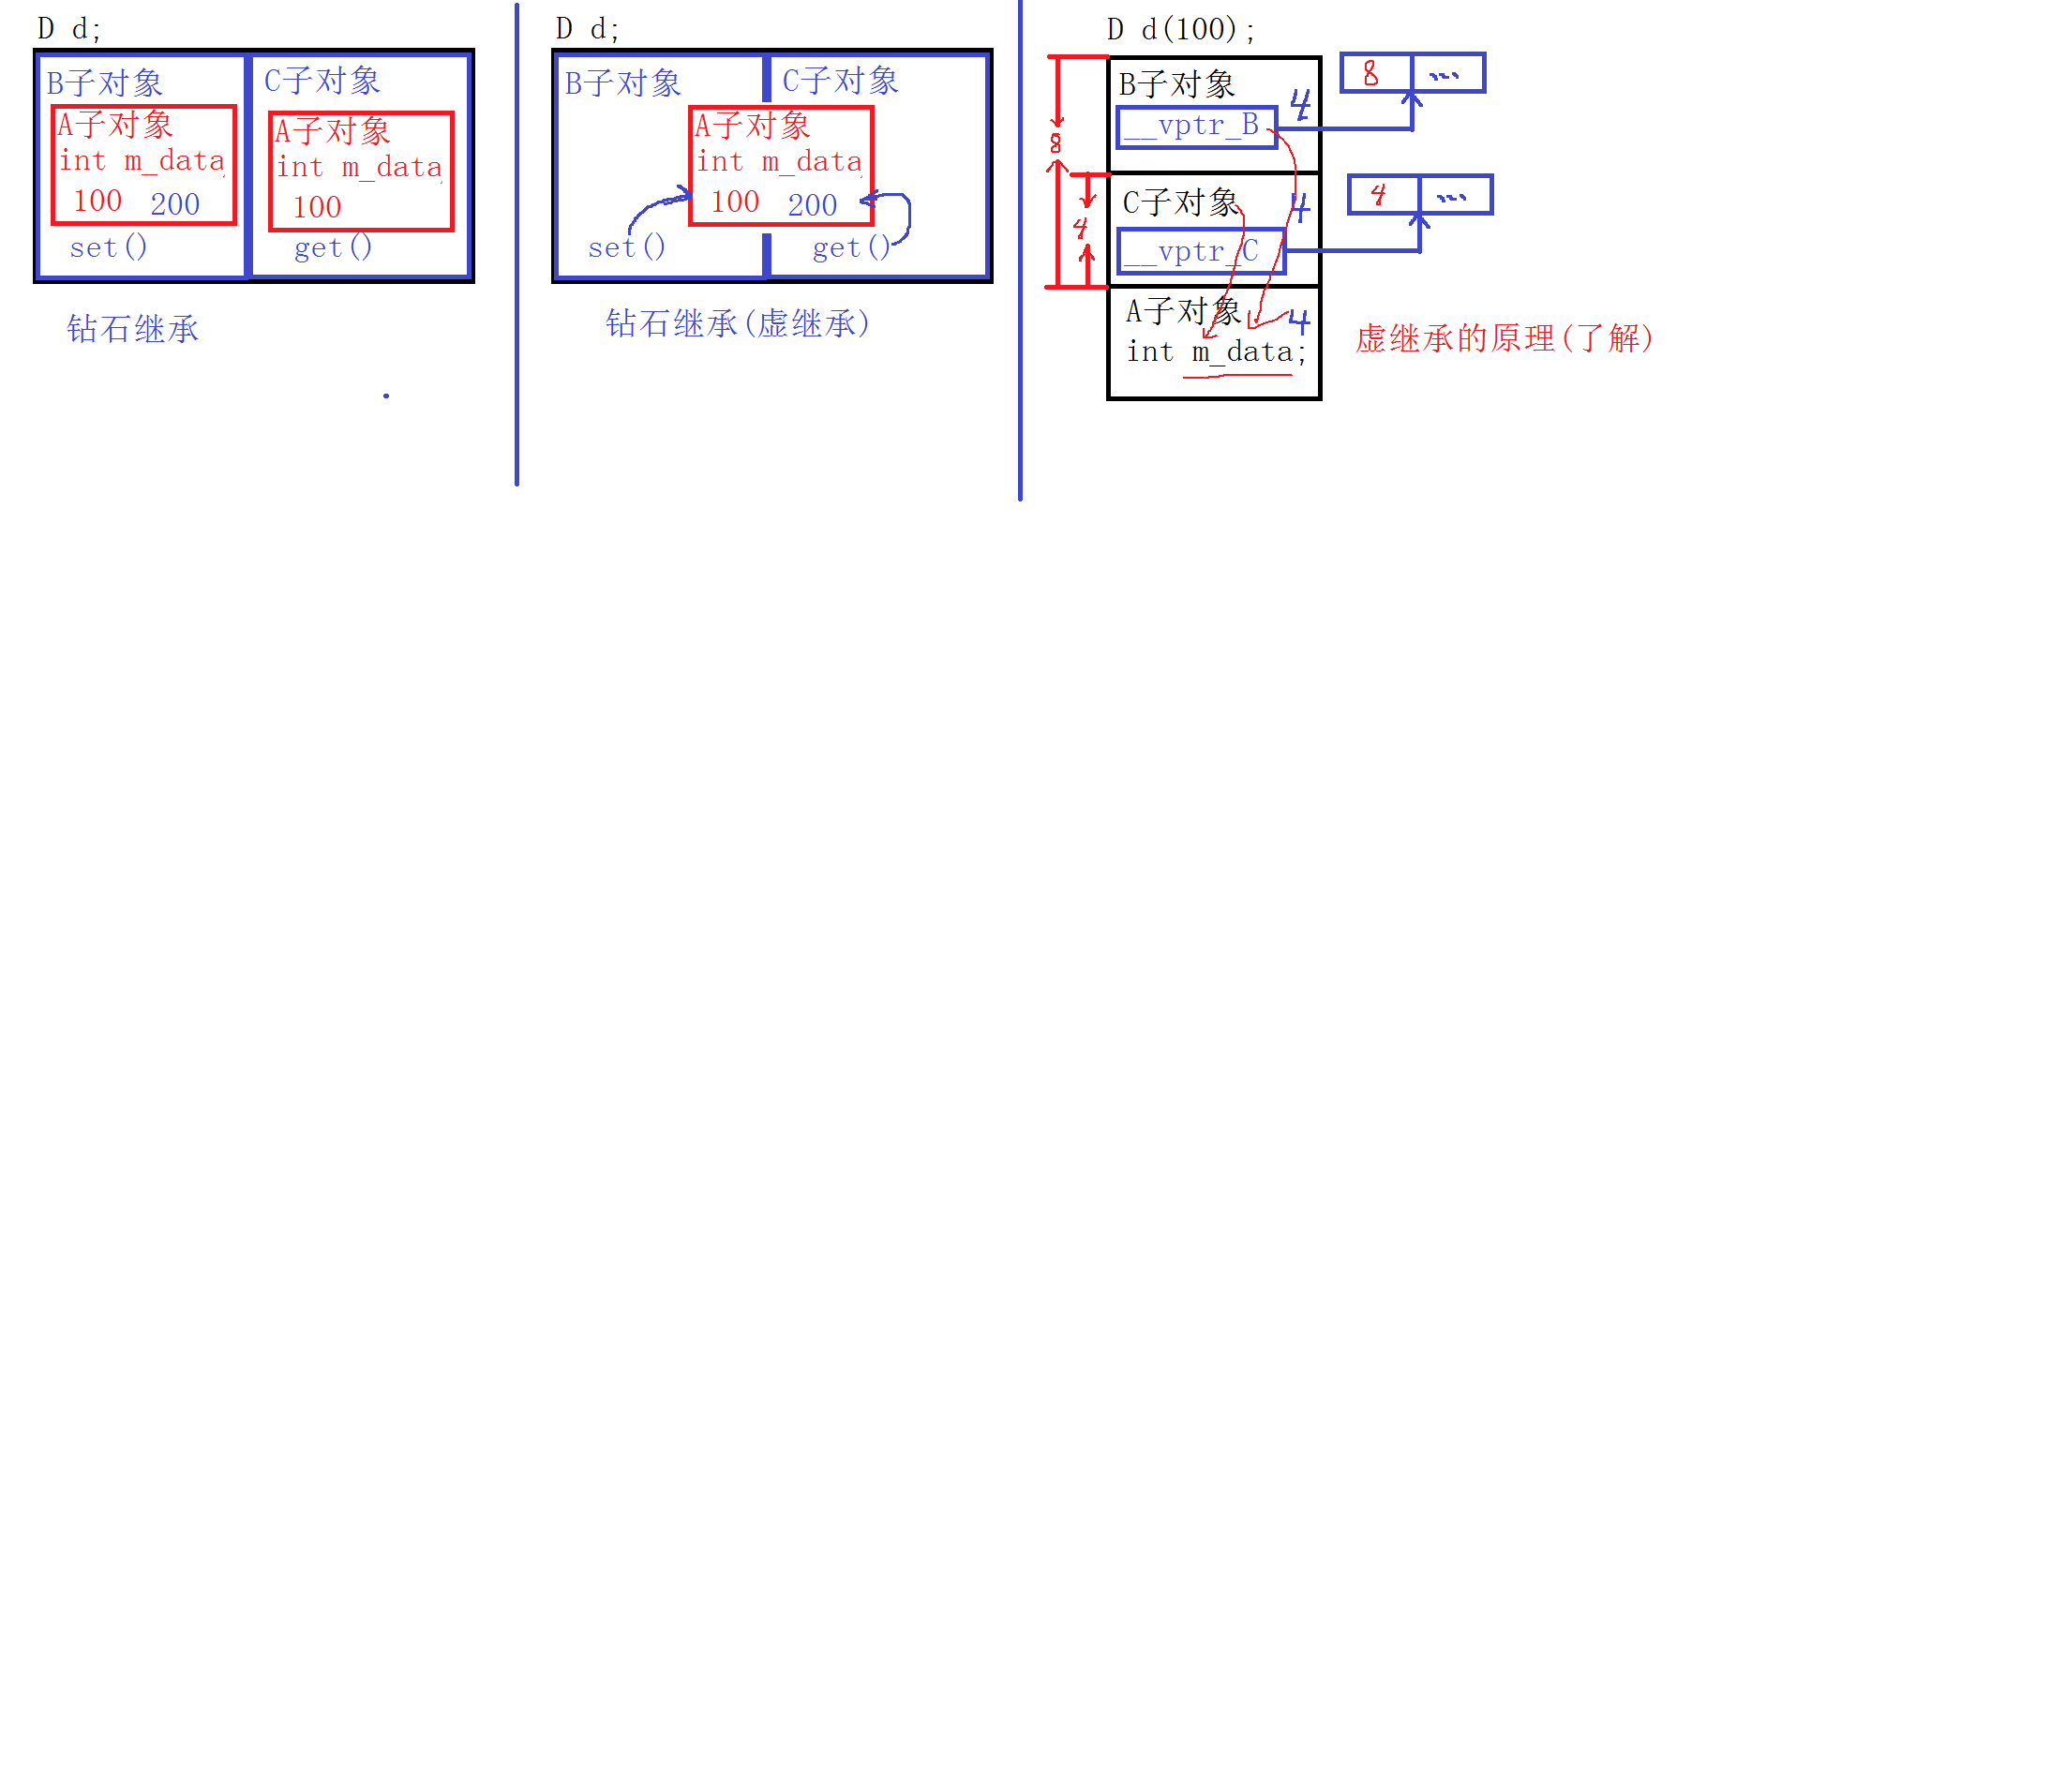 D d;
B子对象
A子对象
int m_data
100 200
set()
C子对象
A子对象
int m_data
100
get()
钻石继承
D d;
B子对象
C子对象
A子对象
int m_data
100 200
set()
get()
钻石继承(虚继承)
D d(100);
8
4
B子对象
4
__vptr_B
8 ...
C子对象
4
__vptr_C
4 ...
A子对象
4
int m_data;
虚继承的原理(了解)